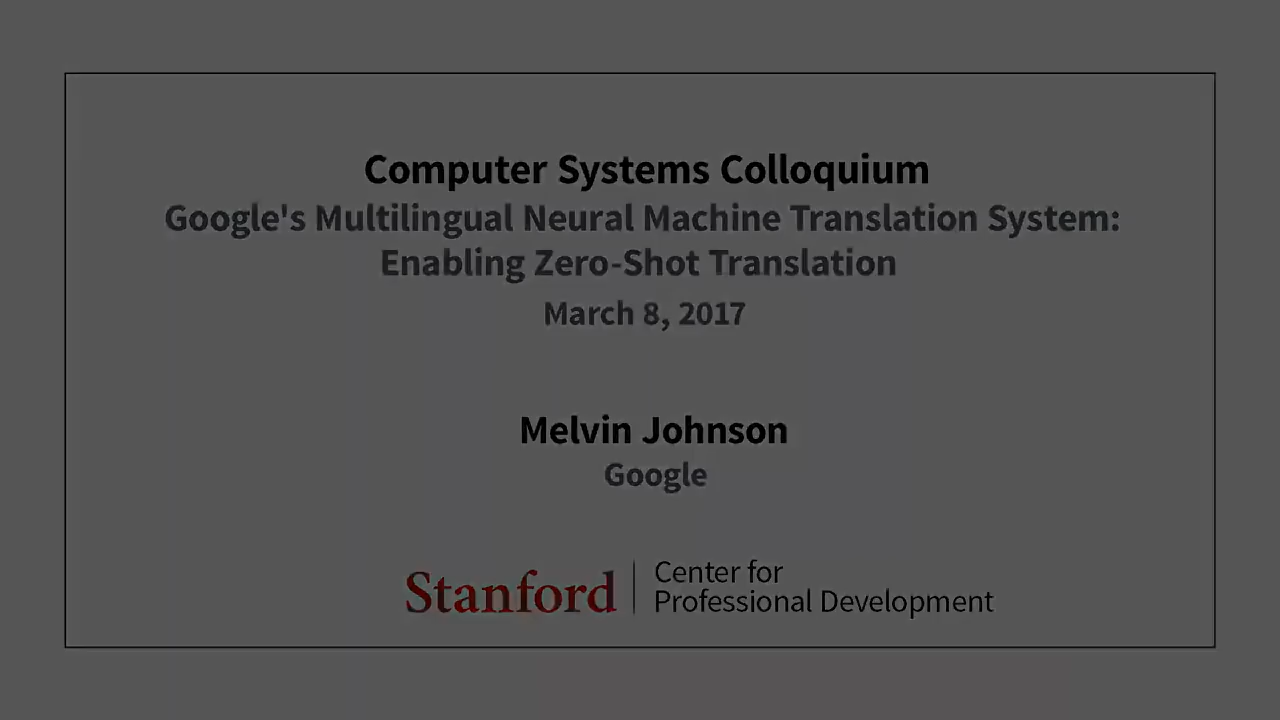 Computer Systems Colloquium
Google's Multilingual Neural Machine Translation System:
Enabling Zero-Shot Translation
March 8, 2017
Melvin Johnson
Google
Stanford
Center for
Professional Development